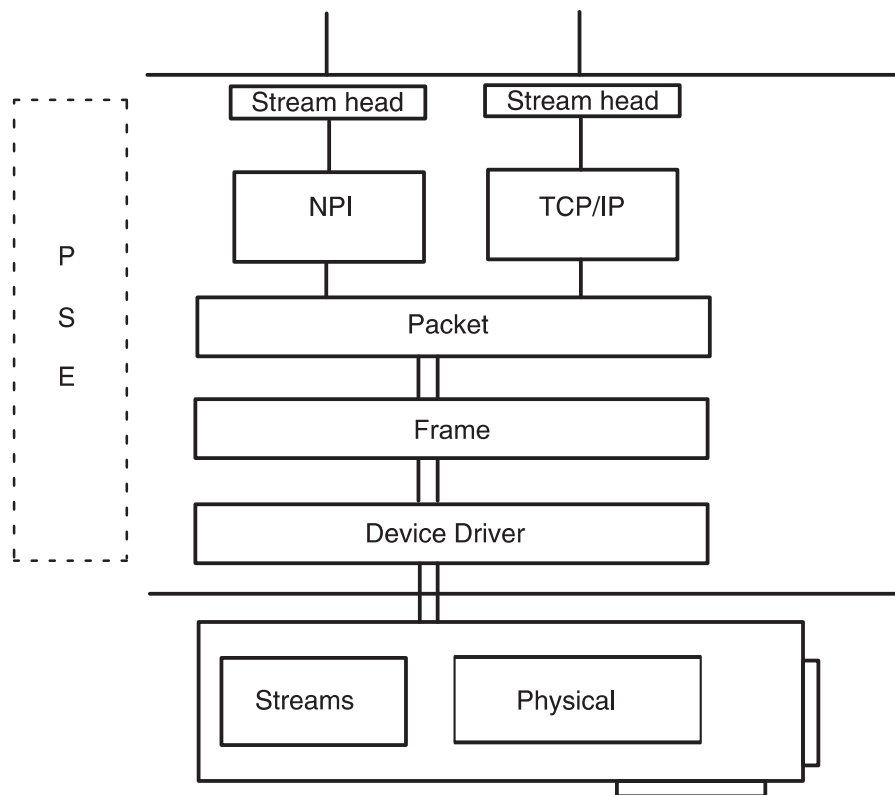 Stream head
Stream head
NPI
TCP/IP
P
S
E
Packet
Frame
Device Driver
Streams
Physical